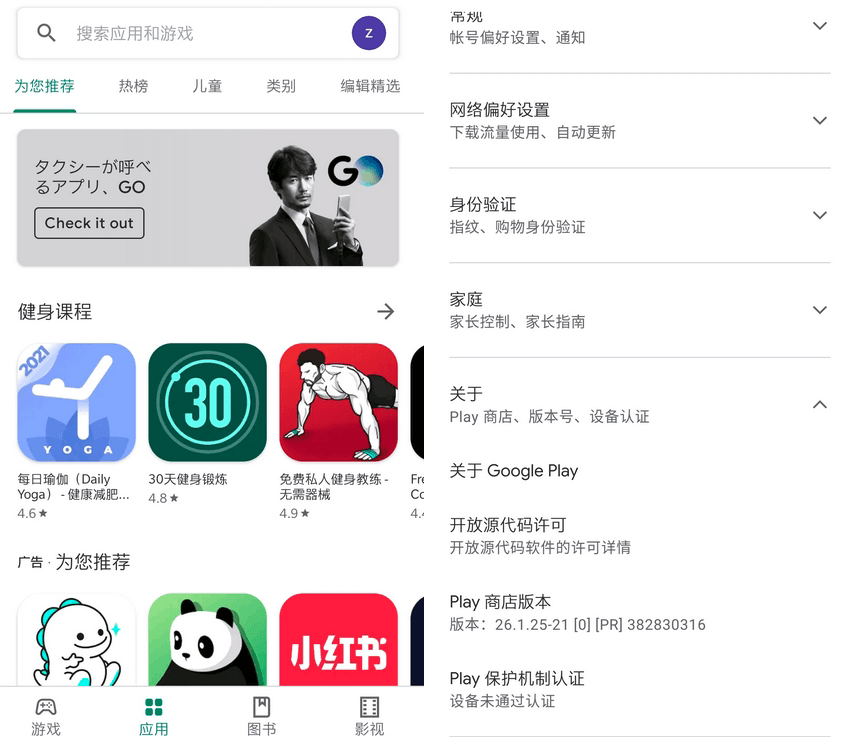 搜索应用和游戏
Z
为您推荐
热榜
儿童
类别
编辑精选
タクシーが呼べ
るアプリ、GO
Check it out
GO
健身课程
2021
YOGA
30
每日瑜伽（Daily
Yoga） - 健康减肥...
4.6★
30天健身锻炼
4.8★
免费私人健身教练 -
无需器械
4.9★
Fre
Co
4.4
广告 · 为您推荐
小红书
游戏
应用
图书
影视
常规
帐号偏好设置、通知
网络偏好设置
下载流量使用、自动更新
身份验证
指纹、购物身份验证
家庭
家长控制、家长指南
关于
Play 商店、版本号、设备认证
关于 Google Play
开放源代码许可
开放源代码软件的许可详情
Play 商店版本
版本：26.1.25-21 [0] [PR] 382830316
Play 保护机制认证
设备未通过认证